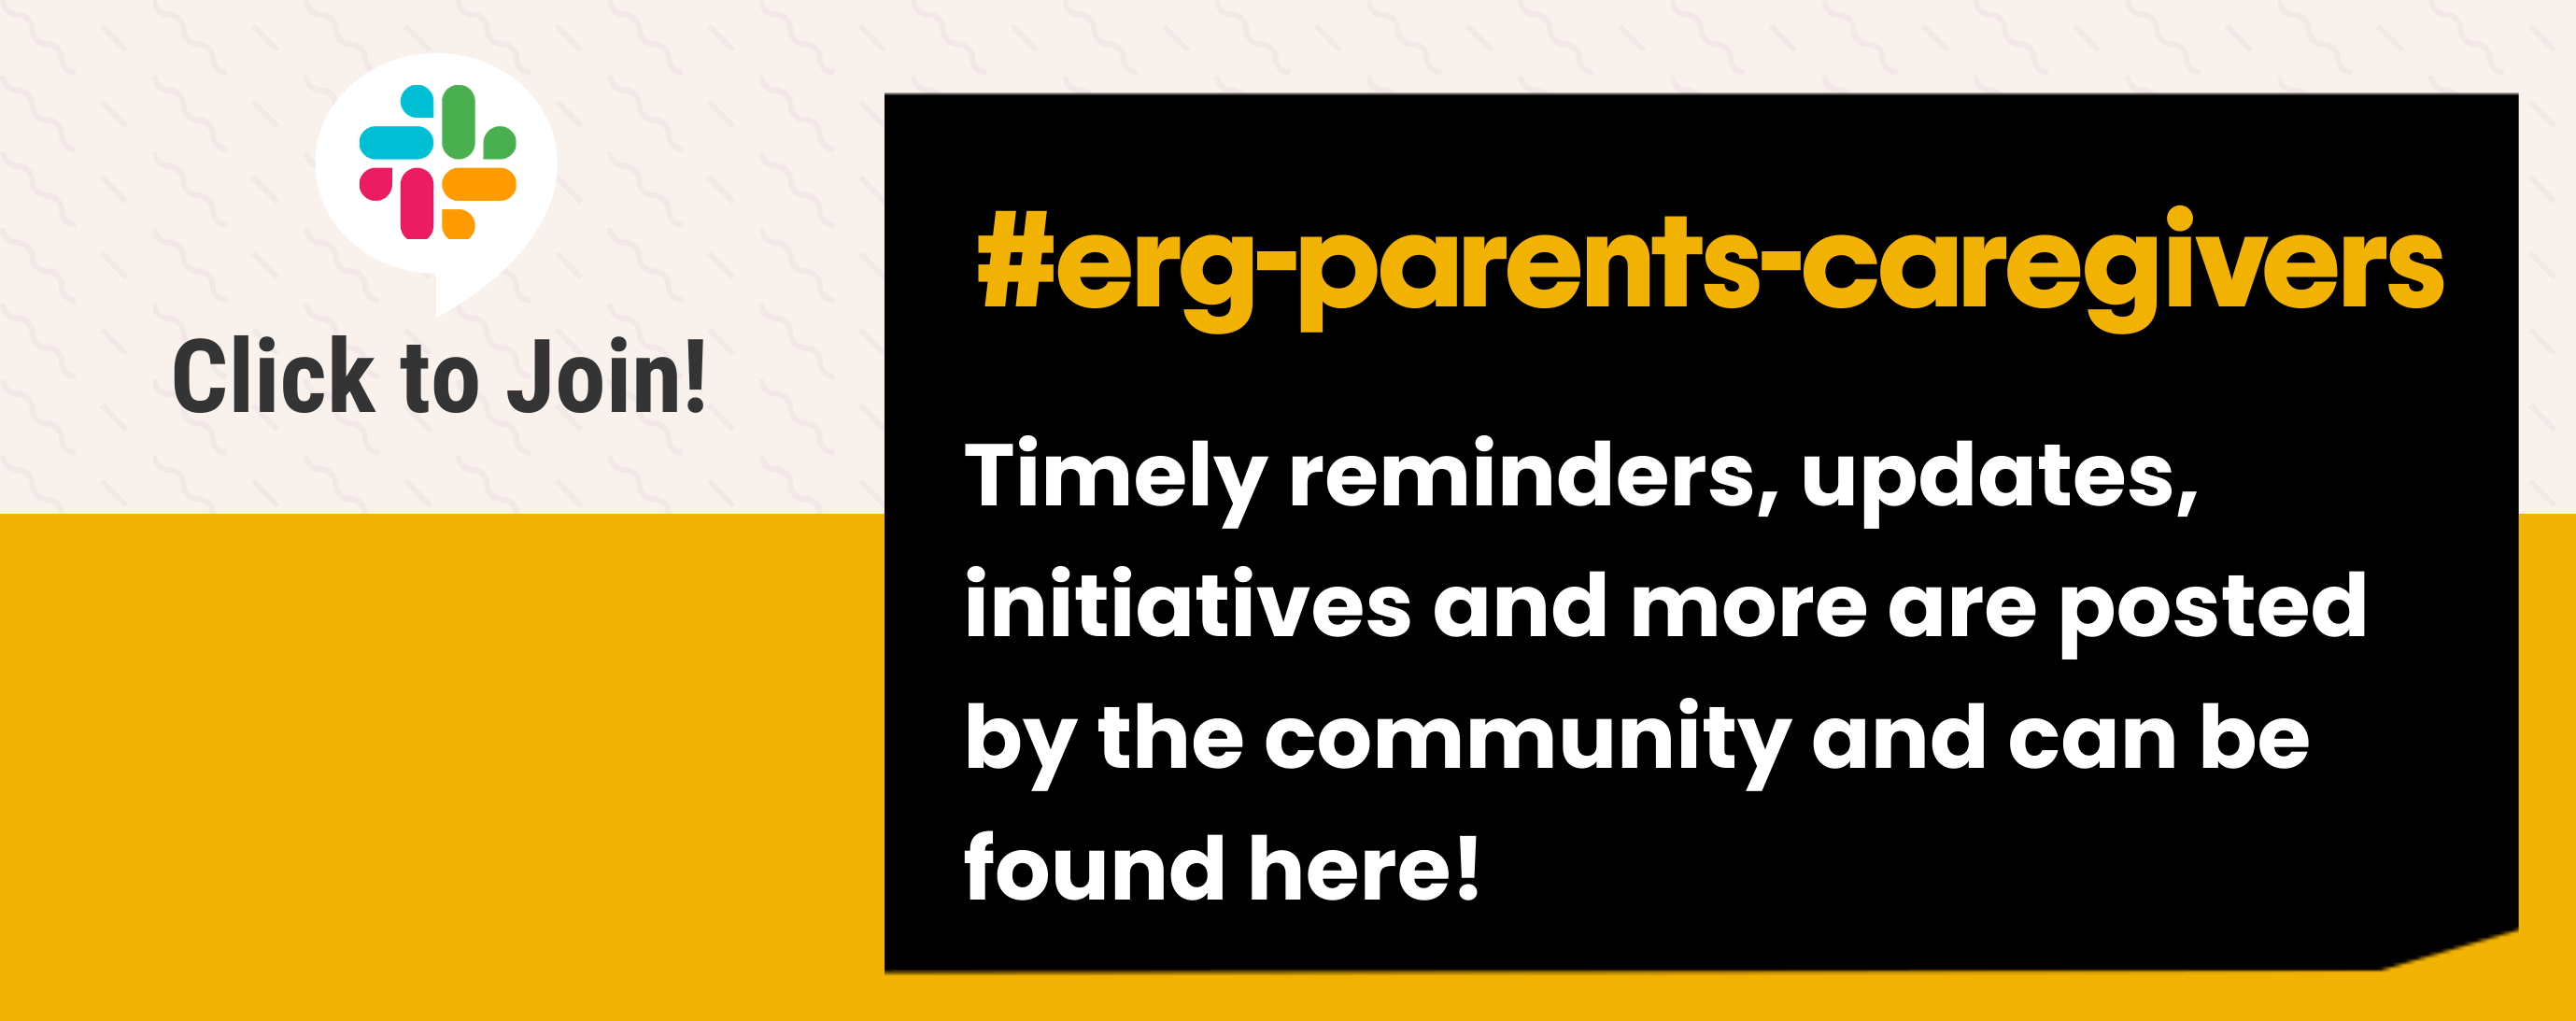 Click to Join!
#erg-parents-caregivers
Timely reminders, updates,
initiatives and more are posted
by the community and can be
found here!